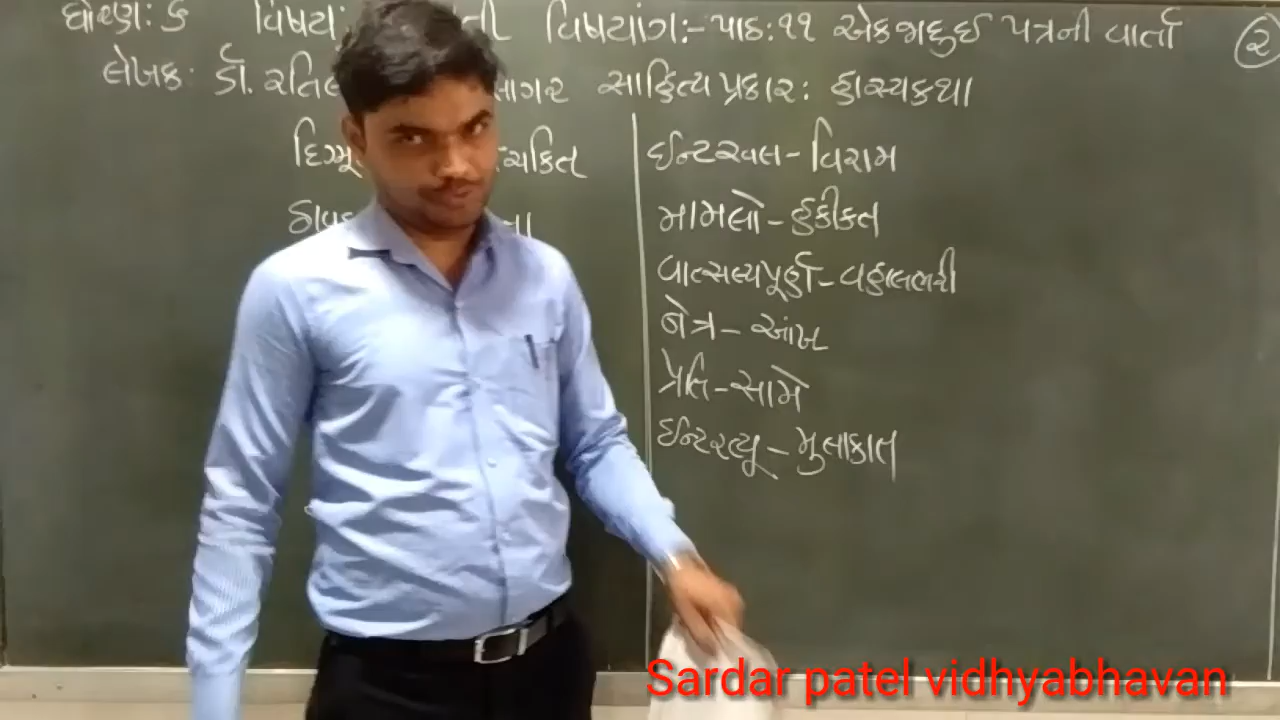 ધોરણ: ૬ વિષય: તી વિષયાંગ:- પાઠ: ૧૧ એક જાદુઈ પત્રની વાર્તા ૨
લેખક: ડૉ. રતિલ સાગર સાહિત્ય પ્રકાર: હાસ્યકથા
દિગ્મૂ ચકિત
ઈન્ટરવલ - વિરામ
મામલો - હકીકત
વાત્સલ્યપૂર્ણ - વહાલભરી
નેત્ર - આંખ
પ્રતિ - સામે
ઈન્ટરવ્યૂ - મુલાકાત
Sardar patel vidhyabhavan